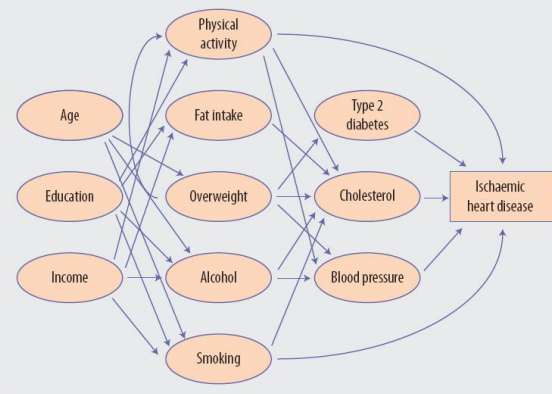 Physical
activity
Age
Fat intake
Type 2
diabetes
Education
Overweight
Cholesterol
Ischaemic
heart disease
Income
Alcohol
Blood pressure
Smoking